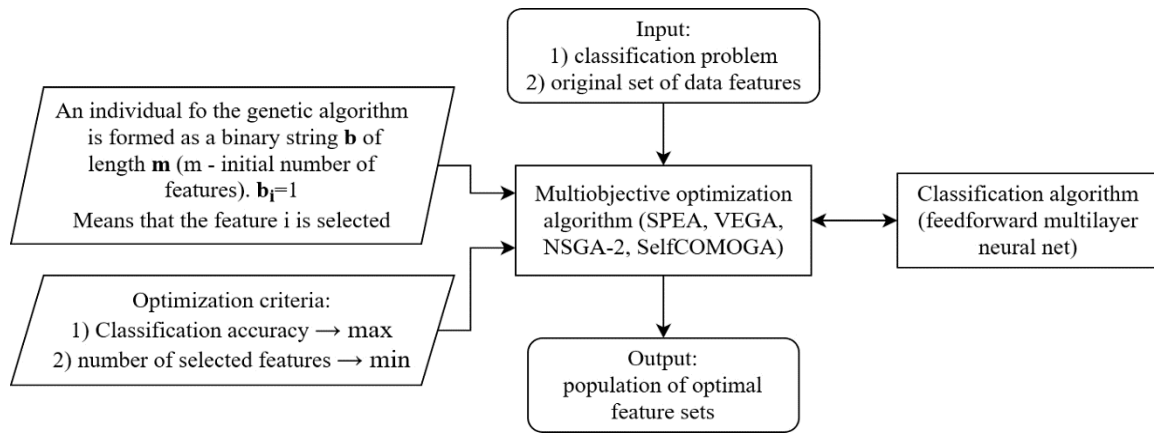 Input:
1) classification problem
2) original set of data features
An individual fo the genetic algorithm
is formed as a binary string b of
length m (m - initial number of
features). bi=1
Means that the feature i is selected
Multiobjective optimization
algorithm (SPEA, VEGA,
NSGA-2, SelfCOMOGA)
Classification algorithm
(feedforward multilayer
neural net)
Optimization criteria:
1) Classification accuracy → max
2) number of selected features → min
Output:
population of optimal
feature sets